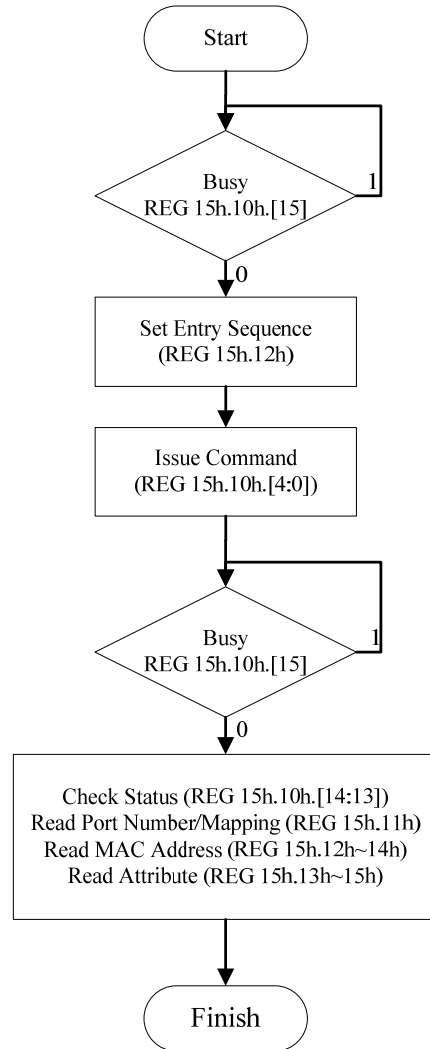 Start
Busy
REG 15h.10h.[15]
1
0
Set Entry Sequence
(REG 15h.12h)
Issue Command
(REG 15h.10h.[4:0])
Busy
REG 15h.10h.[15]
1
0
Check Status (REG 15h.10h.[14:13])
Read Port Number/Mapping (REG 15h.11h)
Read MAC Address (REG 15h.12h~14h)
Read Attribute (REG 15h.13h~15h)
Finish